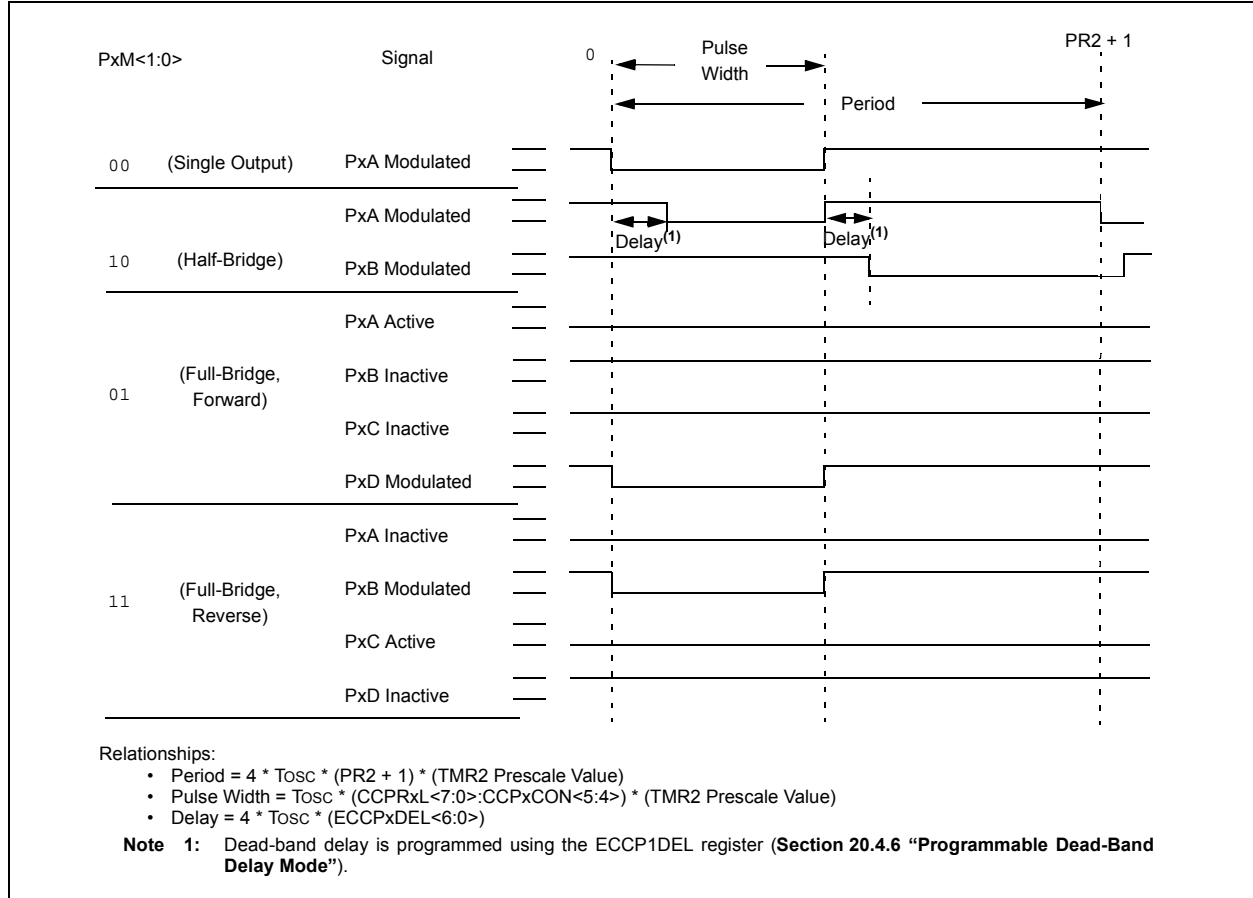 PxM<1:0>
Signal
0
Pulse
Width
PR2 + 1
Period
00 (Single Output) PxA Modulated
PxA Modulated
Delay(1) Delay(1)
10 (Half-Bridge) PxB Modulated
PxA Active
(Full-Bridge,
Forward)
01
PxB Inactive
PxC Inactive
PxD Modulated
PxA Inactive
11
(Full-Bridge,
Reverse)
PxB Modulated
PxC Active
PxD Inactive
Relationships:
• Period = 4 * TOSC * (PR2 + 1) * (TMR2 Prescale Value)
• Pulse Width = TOSC * (CCPRxL<7:0>:CCPxCON<5:4>) * (TMR2 Prescale Value)
• Delay = 4 * TOSC * (ECCPxDEL<6:0>)
Note 1: Dead-band delay is programmed using the ECCP1DEL register (Section 20.4.6 “Programmable Dead-Band
Delay Mode”).